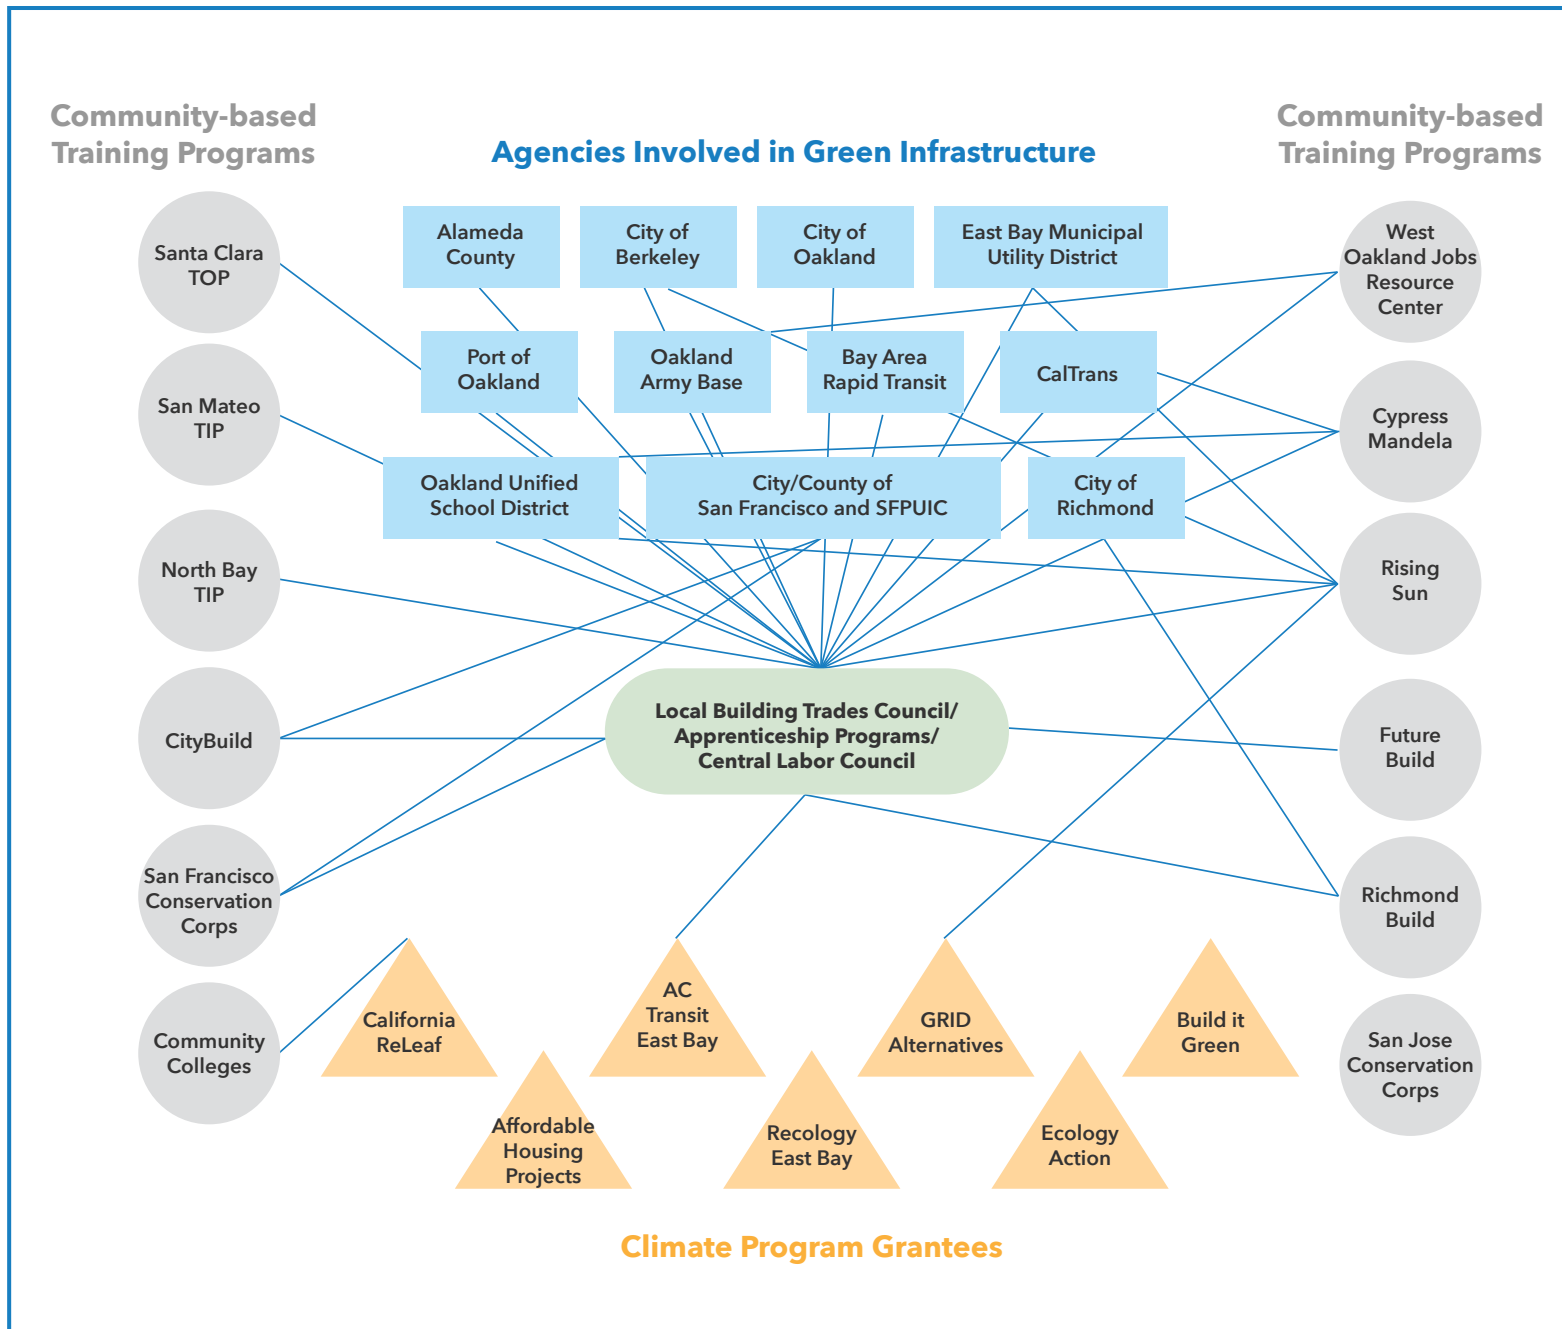 Community-based
Training Programs
Agencies Involved in Green Infrastructure
Community-based
Training Programs
Santa Clara
TOP
San Mateo
TIP
North Bay
TIP
CityBuild
San Francisco
Conservation
Corps
Community
Colleges
Alameda
County
City of
Berkeley
City of
Oakland
East Bay Municipal
Utility District
Port of
Oakland
Oakland
Army Base
Bay Area
Rapid Transit
CalTrans
Oakland Unified
School District
City/County of
San Francisco and SFPUIC
City of
Richmond
Local Building Trades Council/
Apprenticeship Programs/
Central Labor Council
West
Oakland Jobs
Resource
Center
Cypress
Mandela
Rising
Sun
Future
Build
Richmond
Build
San Jose
Conservation
Corps
California
ReLeaf
AC
Transit
East Bay
GRID
Alternatives
Build it
Green
Affordable
Housing
Projects
Recology
East Bay
Ecology
Action
Climate Program Grantees